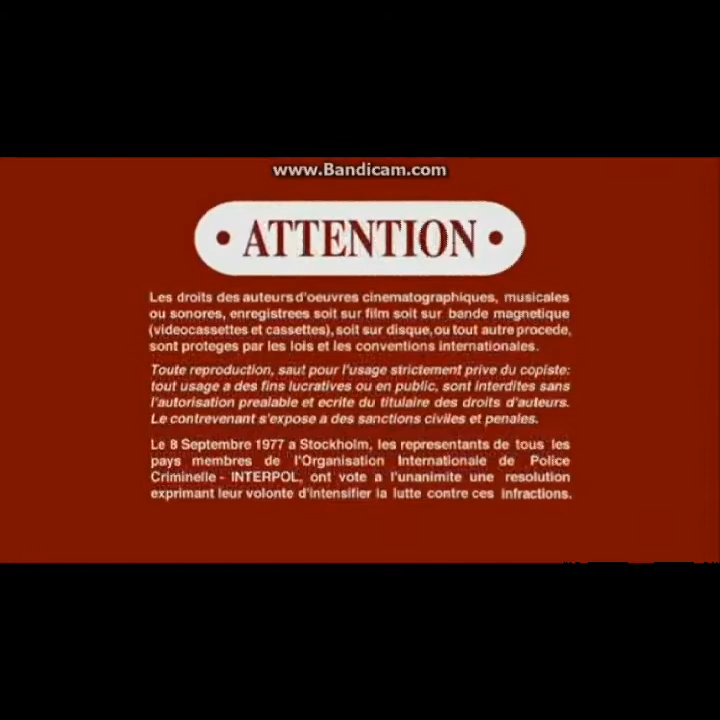 www.Bandicam.com
• ATTENTION •
Les droits des auteurs d'oeuvres cinematographiques, musicales
ou sonores, enregistrees soit sur film soit sur bande magnetique
(videocassettes et cassettes), soit sur disque, ou tout autre procede,
sont proteges par les lois et les conventions internationales.
Toute reproduction, saut pour l'usage strictement prive du copiste:
tout usage a des fins lucratives ou en public, sont interdites sans
l'autorisation prealable et ecrite du titulaire des droits d'auteurs.
Le contrevenant s'expose a des sanctions civiles et penales.
Le 8 Septembre 1977 a Stockholm, les representants de tous les
pays membres de l'Organisation Internationale de Police
Criminelle - INTERPOL, ont vote a l'unanimite une resolution
exprimant leur volonte d'intensifier la lutte contre ces infractions.